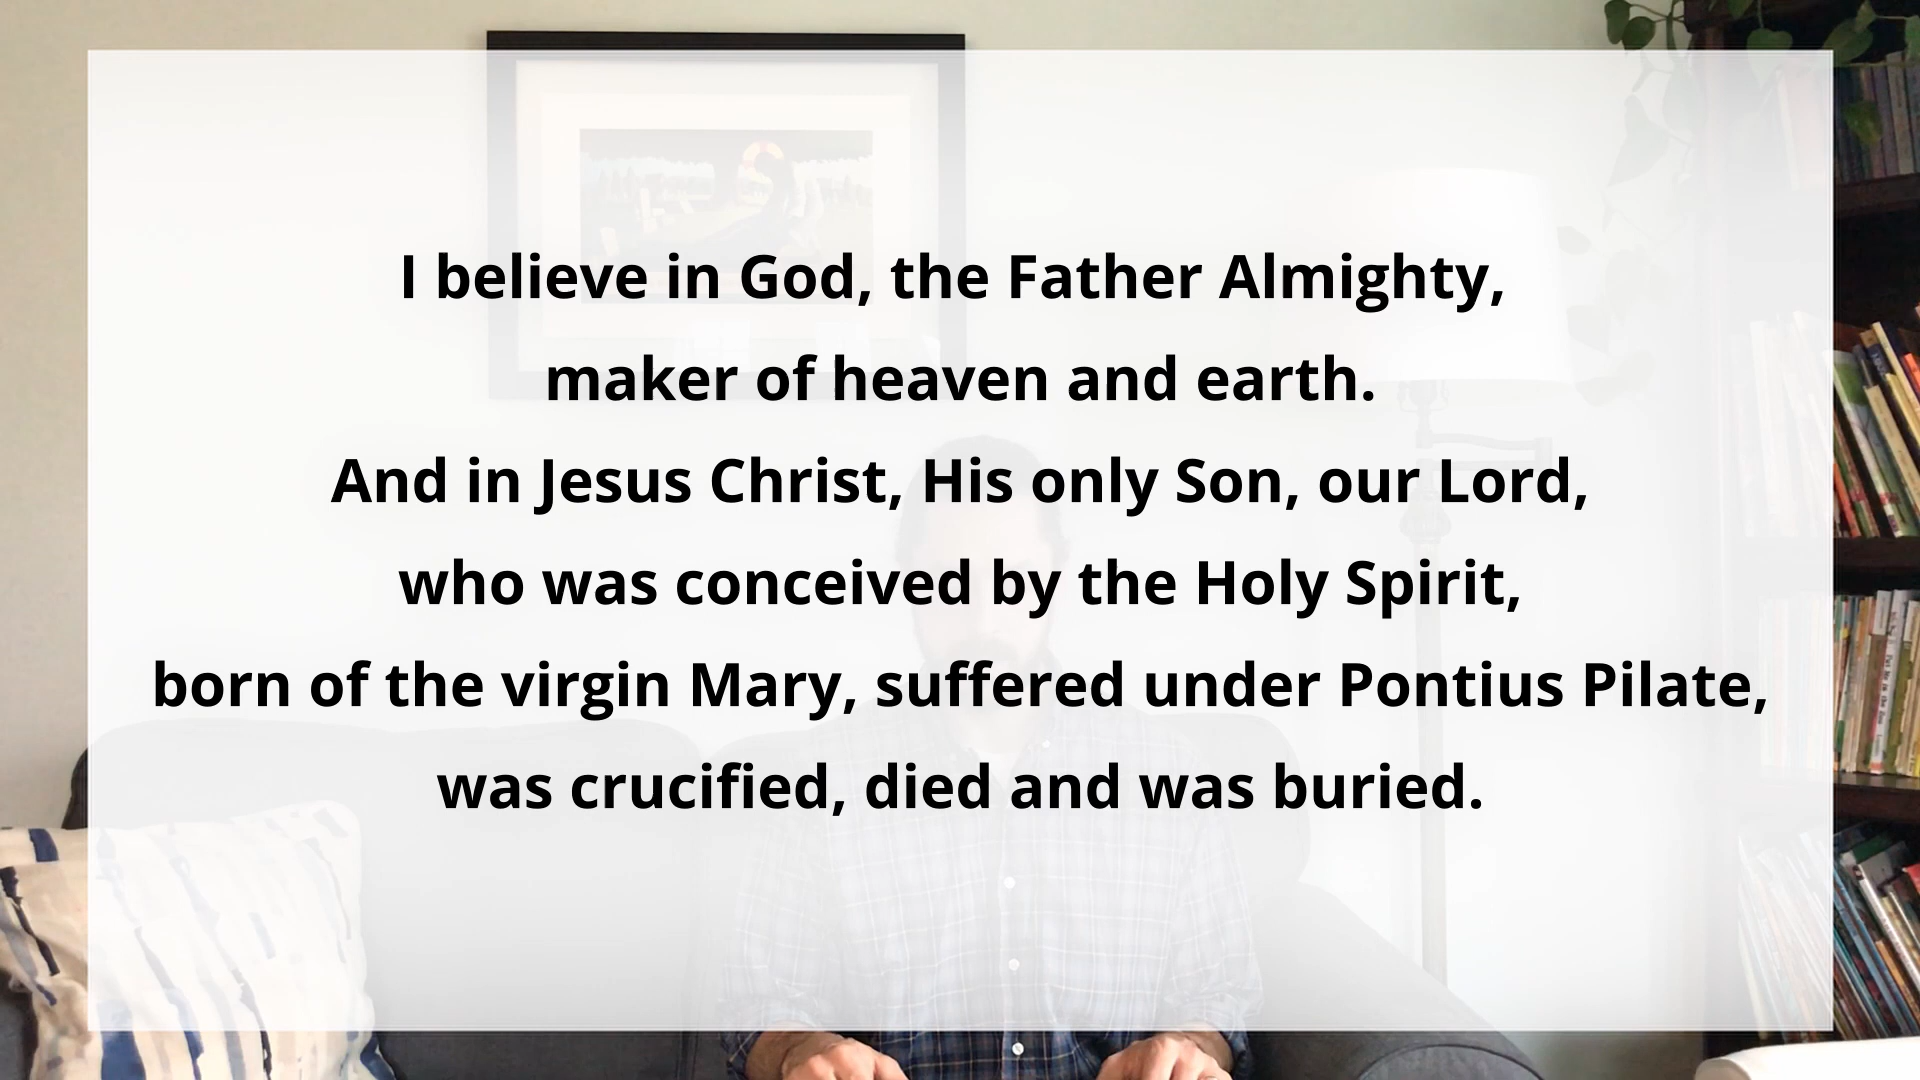 I believe in God, the Father Almighty,
maker of heaven and earth.
And in Jesus Christ, His only Son, our Lord,
who was conceived by the Holy Spirit,
born of the virgin Mary, suffered under Pontius Pilate,
was crucified, died and was buried.